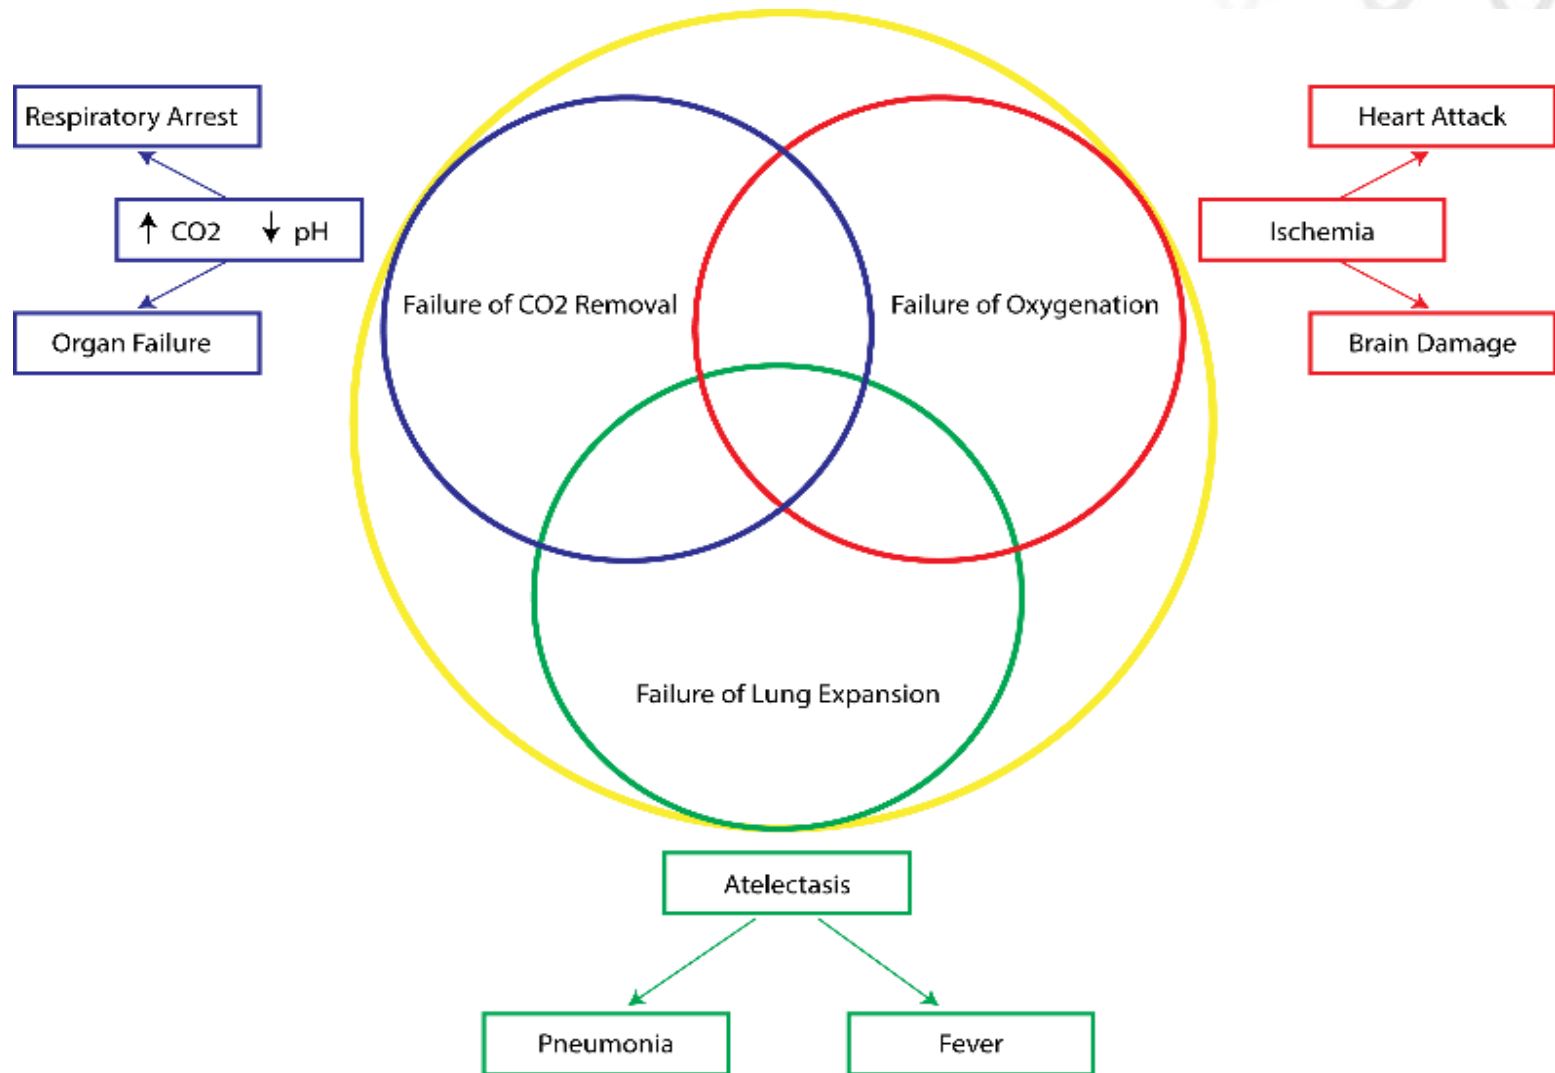 Respiratory Arrest
↑ CO2 ↓ pH
Organ Failure
Failure of CO2 Removal
Failure of Oxygenation
Heart Attack
Ischemia
Brain Damage
Failure of Lung Expansion
Atelectasis
Pneumonia
Fever